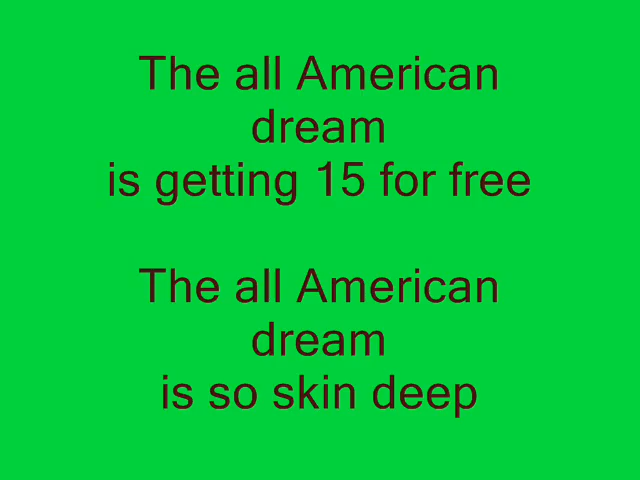 The all American
dream
is getting 15 for free
The all American
dream
is so skin deep